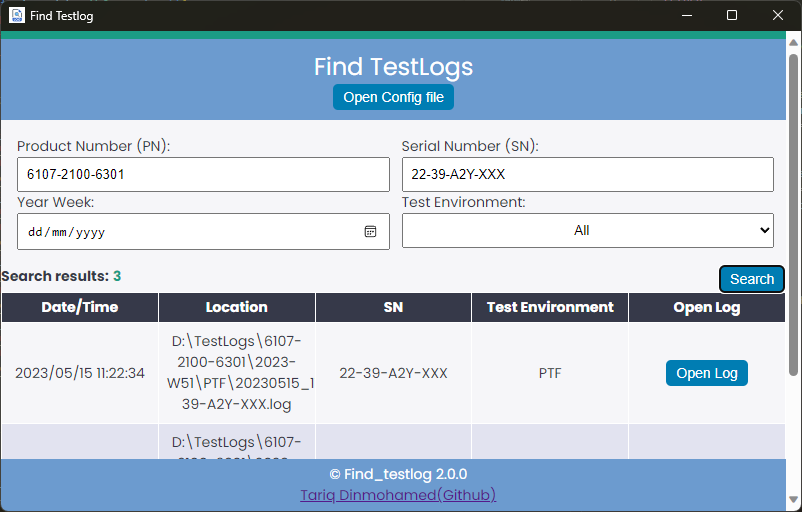 Find Testlog
Find TestLogs
Open Config file
Product Number (PN):
Serial Number (SN):
6107-2100-6301
22-39-A2Y-XXX
Year Week:
Test Environment:
dd/mm/yyyy
All
Search results: 3
Search
Date/Time Location SN Test Environment Open Log
D:\TestLogs\6107-
2100-6301\2023-
2023/05/15 11:22:34 22-39-A2Y-XXX PTF Open Log
W51\PTF\20230515_1
39-A2Y-XXX.log
D:\TestLogs\6107-
© Find_testlog 2.0.0
Tariq Dinmohamed(Github)